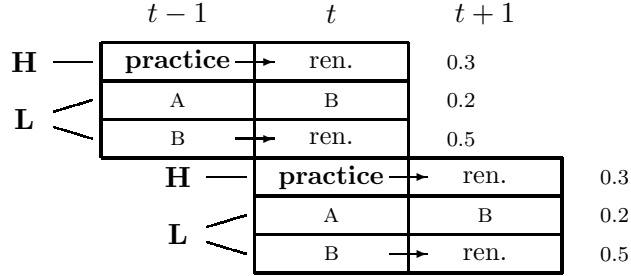 t − 1 t t + 1
H practice ren. 0.3
L A B 0.2
B ren. 0.5
H practice ren. 0.3
L A B 0.2
B ren. 0.5